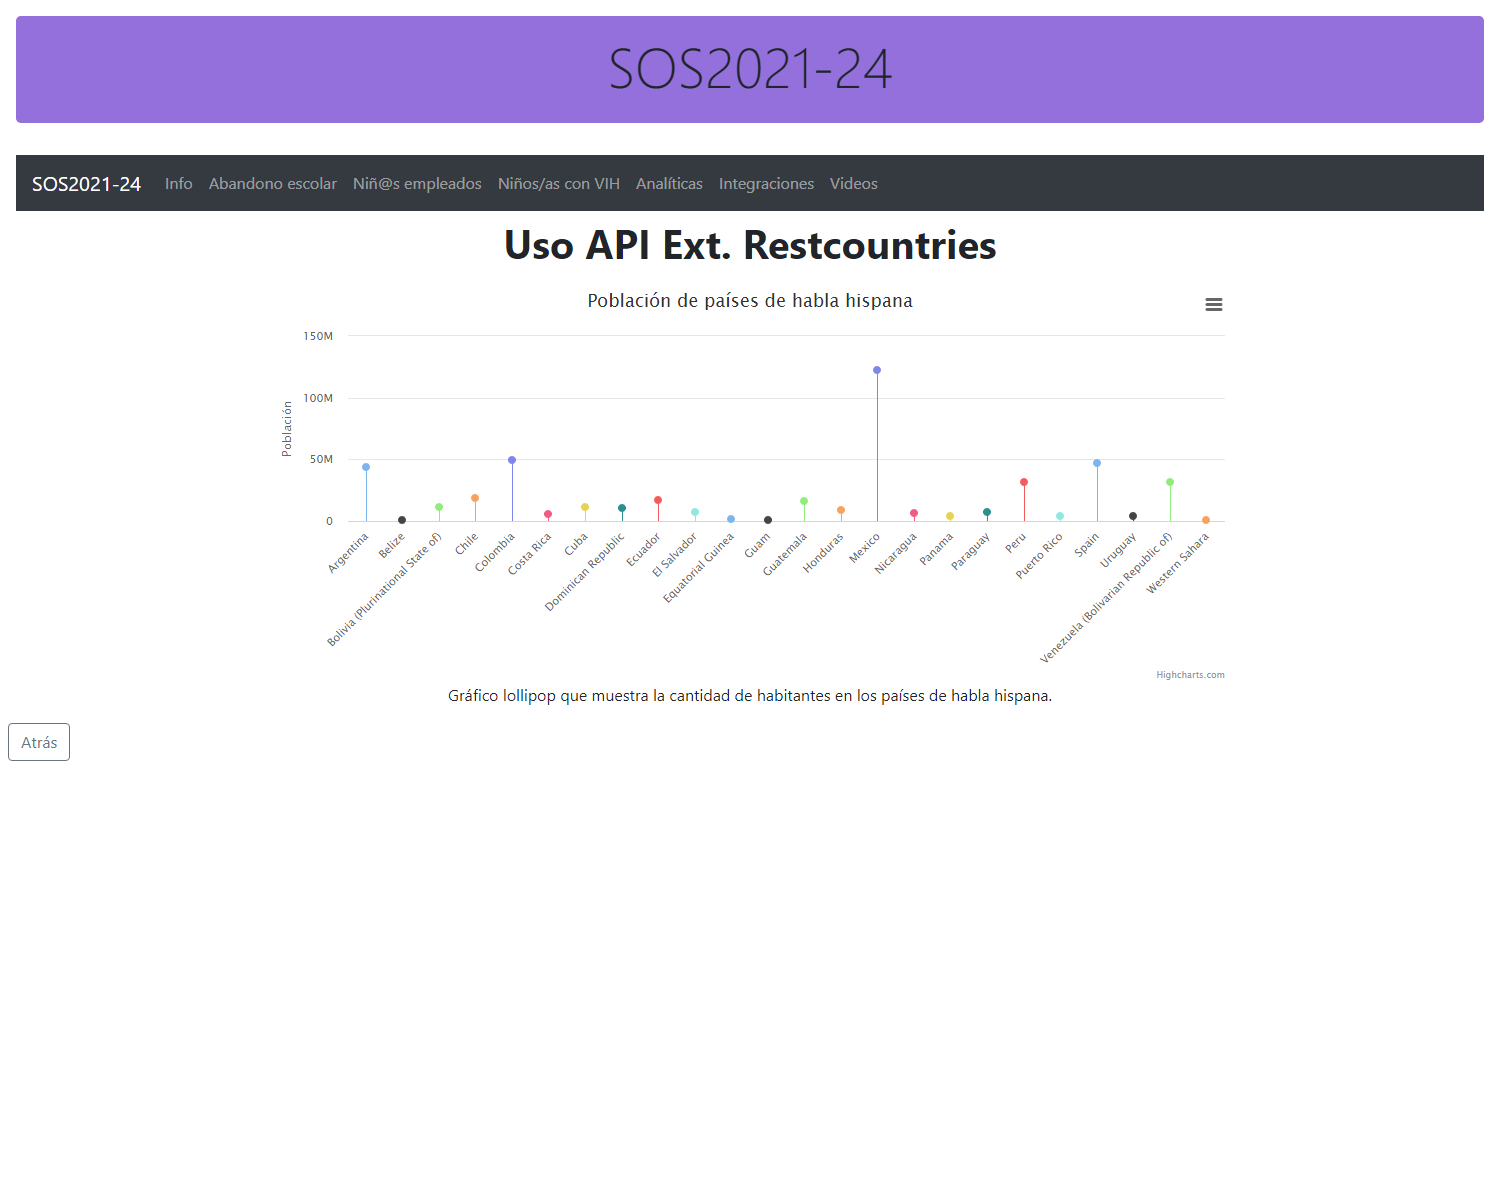 SOS2021-24
SOS2021-24 Info Abandono escolar Niñ@s empleados Niños/as con VIH Analíticas Integraciones Videos
Uso API Ext. Restcountries
Población de países de habla hispana
150M
100M
50M
0
Población
Argentina
Belize
Bolivia (Plurinational State of)
Chile
Colombia
Costa Rica
Cuba
Dominican Republic
Ecuador
El Salvador
Equatorial Guinea
Guam
Guatemala
Honduras
Mexico
Nicaragua
Panama
Paraguay
Peru
Puerto Rico
Spain
Uruguay
Venezuela (Bolivarian Republic of)
Western Sahara
Highcharts.com
Gráfico lollipop que muestra la cantidad de habitantes en los países de habla hispana.
Atrás